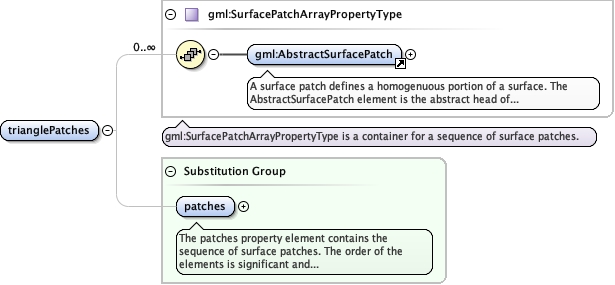 gml:SurfacePatchArrayPropertyType
0..∞
gml:AbstractSurfacePatch
A surface patch defines a homogenuous portion of a surface. The
AbstractSurfacePatch element is the abstract head of...
trianglePatches
gml:SurfacePatchArrayPropertyType is a container for a sequence of surface patches.
Substitution Group
patches
The patches property element contains the
sequence of surface patches. The order of the
elements is significant and...